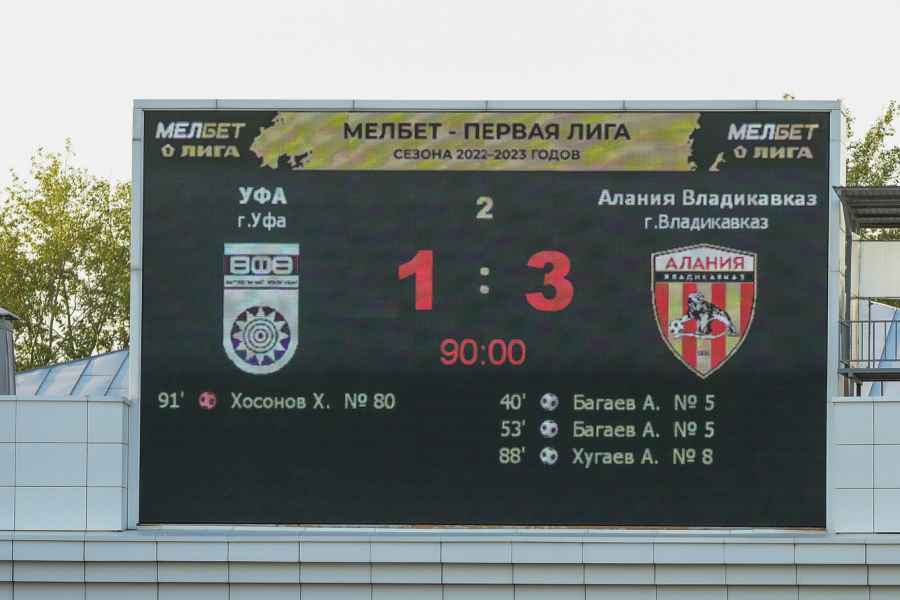 МЕЛБЕТ
ЛИГА
МЕЛБЕТ - ПЕРВАЯ ЛИГА
СЕЗОНА 2022-2023 ГОДОВ
МЕЛБЕТ
ЛИГА
УФА
г.Уфа
2
Алания Владикавказ
г.Владикавказ
1 : 3
АЛАНИЯ
ВЛАДИКАВКАЗ
90:00
91' Хосонов Х. № 80
40' Багаев А. № 5
53' Багаев А. № 5
88' Хугаев А. № 8